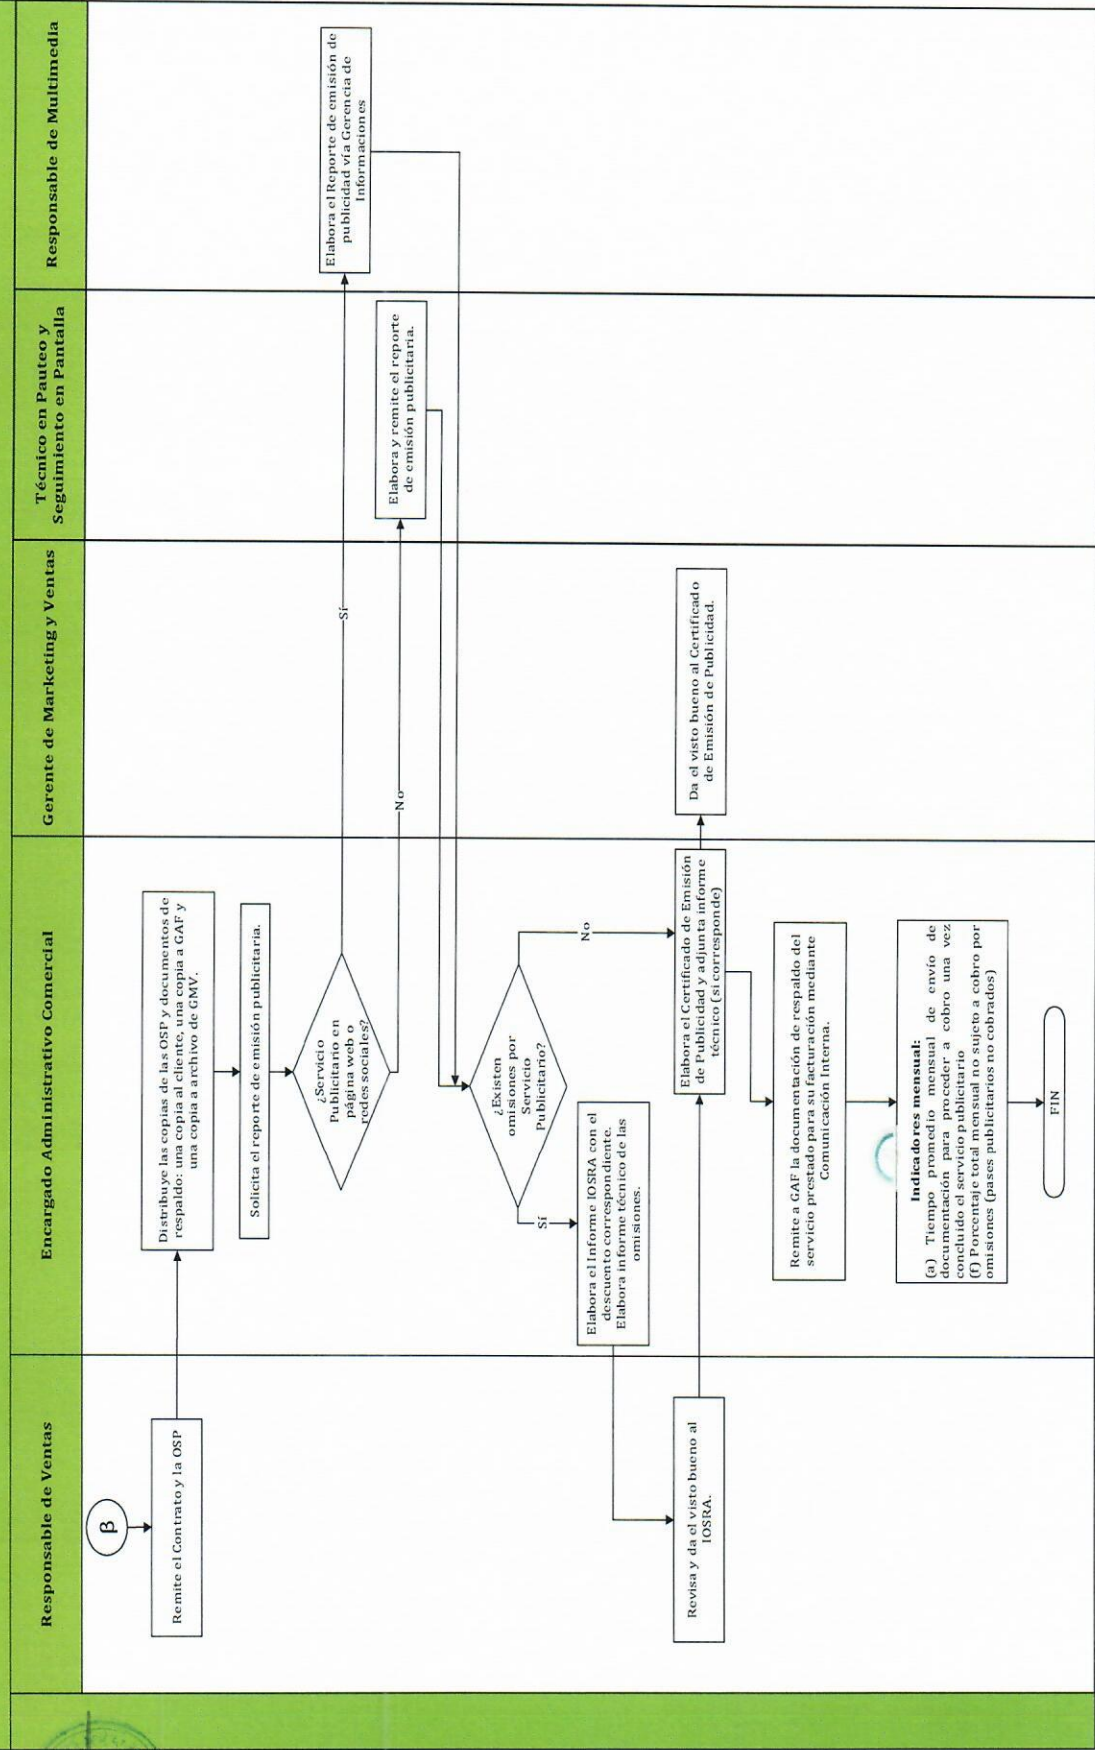 Responsable de Ventas
Encargado Administrativo Comercial
Gerente de Marketing y Ventas
Técnico en Pauteo y
Seguimiento en Pantalla
Responsable de Multimedia
β
Remite el Contrato y la OSP
Distribuye las copias de las OSP y documentos de
respaldo: una copia al cliente, una copia a GAF y
una copia a archivo de GMV.
Solicita el reporte de emisión publicitaria.
¿Servicio
Publicitario en
página web o
redes sociales?
Sí
Elabora el Reporte de emisión de
publicidad vía Gerencia de
Informaciones
No
Elabora y remite el reporte
de emisión publicitaria.
¿Existen
omisiones por
Servicio
Publicitario?
Sí
No
Elabora el Informe IOSRA con el
descuento correspondiente.
Elabora informe técnico de las
omisiones.
Revisa y da el visto bueno al
IOSRA.
Elabora el Certificado de Emisión
de Publicidad y adjunta informe
técnico (si corresponde)
Da el visto bueno al Certificado
de Emisión de Publicidad.
Remite a GAF la documentación de respaldo del
servicio prestado para su facturación mediante
Comunicación Interna.
Indicadores mensual:
(a) Tiempo promedio mensual de envío de
documentación para proceder a cobro una vez
concluido el servicio publicitario
(f) Porcentaje total mensual no sujeto a cobro por
omisiones (pases publicitarios no cobrados)
FIN